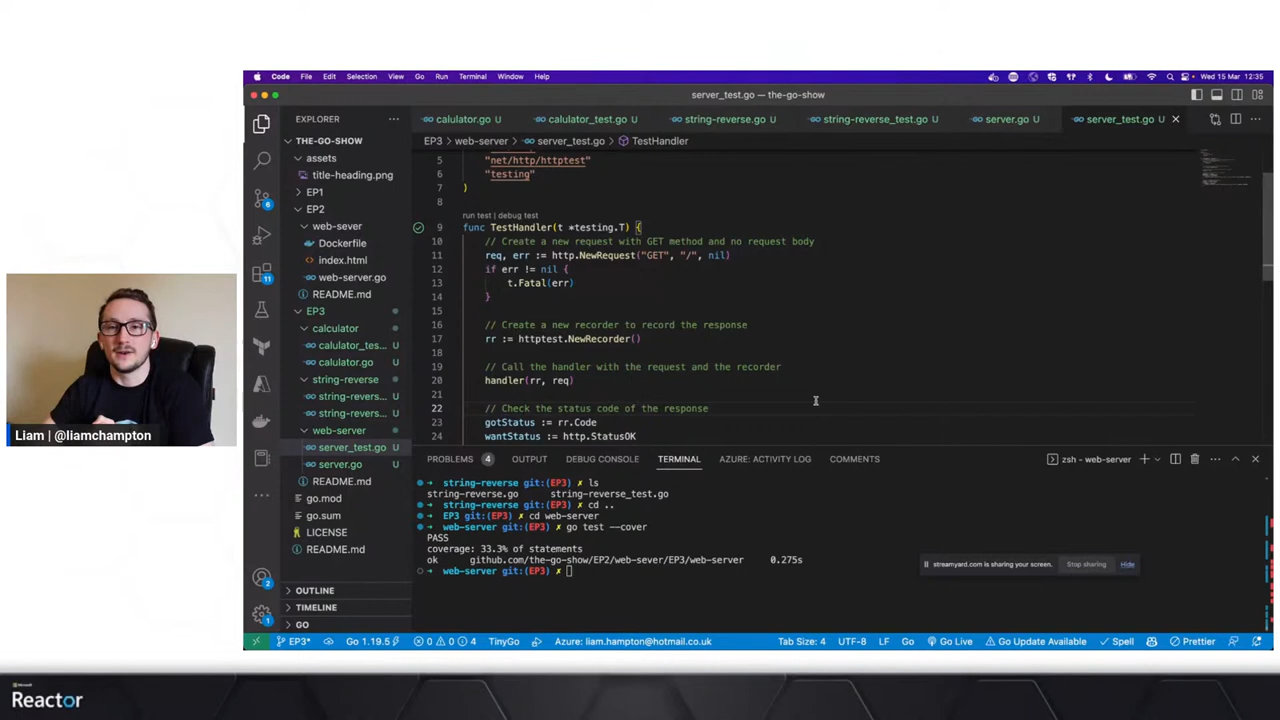 Code File Edit Selection View Go Run Terminal Window Help
Wed 15 Mar 12:35
server_test.go — the-go-show
EXPLORER
calulator.go U
calulator_test.go U
string-reverse.go U
string-reverse_test.go U
server.go U
server_test.go U
THE-GO-SHOW
assets
title-heading.png
EP1
EP2
web-sever
Dockerfile
index.html
web-server.go
README.md
EP3
calculator
calulator_tes... U
calulator.go U
string-reverse
string-revers... U
string-revers... U
web-server
server_test.go U
server.go U
README.md
go.mod
go.sum
LICENSE
README.md
OUTLINE
TIMELINE
GO
6
11
2
1
EP3 > web-server > server_test.go > TestHandler
5 "net/http/httptest"
6 "testing"
7 )
8
run test | debug test
9 func TestHandler(t *testing.T) {
10 // Create a new request with GET method and no request body
11 req, err := http.NewRequest("GET", "/", nil)
12 if err != nil {
13 t.Fatal(err)
14 }
15
16 // Create a new recorder to record the response
17 rr := httptest.NewRecorder()
18
19 // Call the handler with the request and the recorder
20 handler(rr, req)
21
22 // Check the status code of the response
23 gotStatus := rr.Code
24 wantStatus := http.StatusOK
PROBLEMS 4 OUTPUT DEBUG CONSOLE TERMINAL AZURE: ACTIVITY LOG COMMENTS
zsh - web-server
➜ string-reverse git:(EP3) ✗ ls
string-reverse.go string-reverse_test.go
➜ string-reverse git:(EP3) ✗ cd ..
➜ EP3 git:(EP3) ✗ cd web-server
➜ web-server git:(EP3) ✗ go test --cover
PASS
coverage: 33.3% of statements
ok github.com/the-go-show/EP2/web-sever/EP3/web-server 0.275s
➜ web-server git:(EP3) ✗
streamyard.com is sharing your screen. Stop sharing Hide
EP3* Go 1.19.5 0 0 4 TinyGo Azure: liam.hampton@hotmail.co.uk Tab Size: 4 UTF-8 LF Go Go Live Go Update Available Spell Prettier
Liam | @liamchampton
Microsoft
Reactor